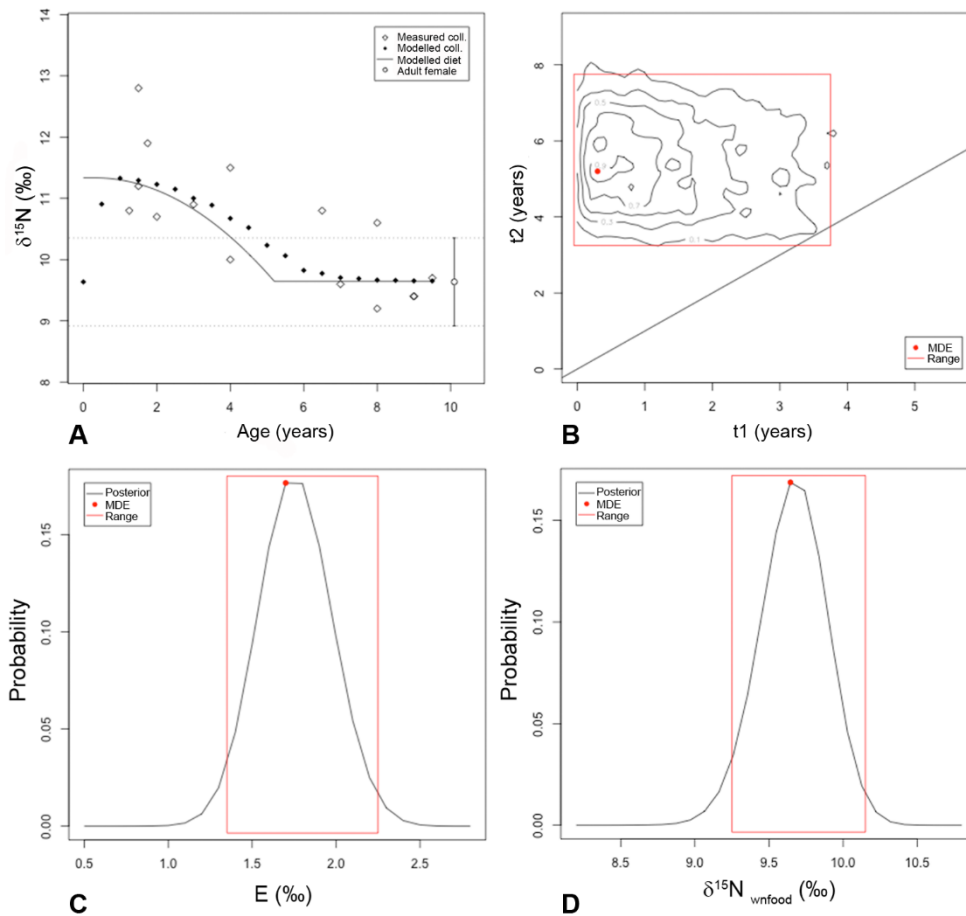 14
13
12
11
10
9
8
δ15N (‰)
Measured coll.
Modelled coll.
Modelled diet
Adult female
0 2 4 6 8 10
A
Age (years)
8
6
4
2
0
t2 (years)
0.5
0.9
0.7
0.3
0.1
MDE
Range
0 1 2 3 4 5
B
t1 (years)
0.15
0.10
0.05
0.00
Probability
Posterior
MDE
Range
0.5 1.0 1.5 2.0 2.5
C
E (‰)
0.15
0.10
0.05
0.00
Probability
Posterior
MDE
Range
8.5 9.0 9.5 10.0 10.5
D
δ15N wnfood (‰)